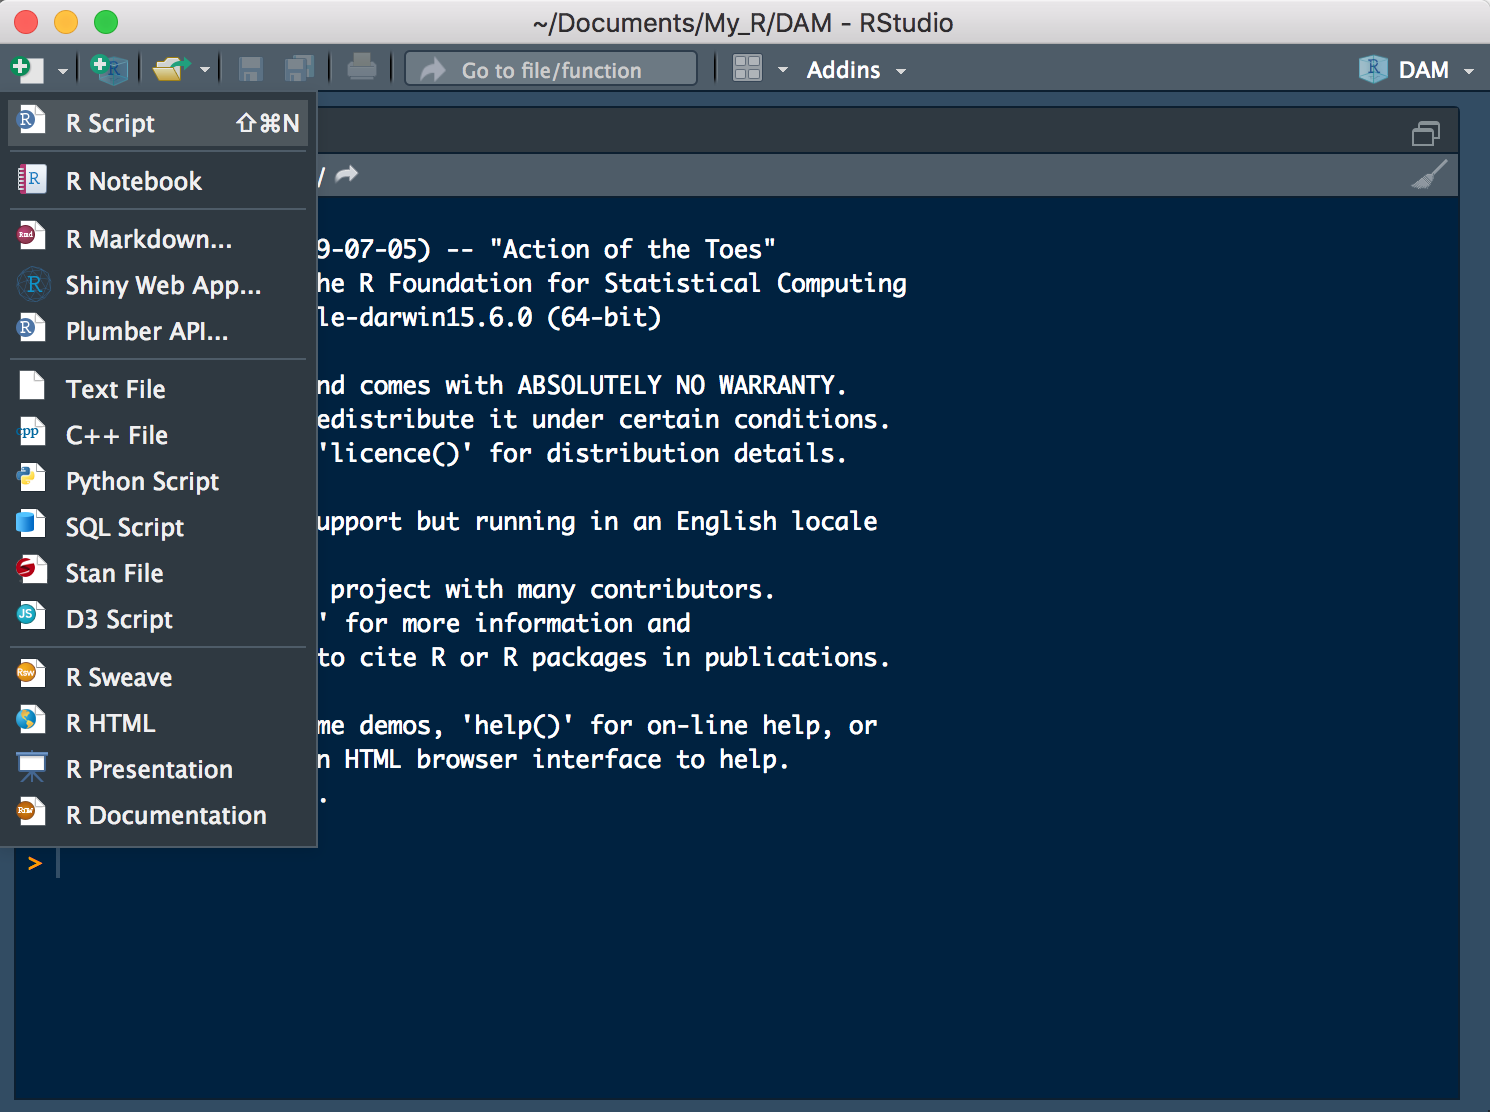 ~/Documents/My_R/DAM - RStudio
Go to file/function
Addins
DAM
R Script ⇧⌘N
R Notebook
R Markdown...
Shiny Web App...
Plumber API...
Text File
C++ File
Python Script
SQL Script
Stan File
D3 Script
R Sweave
R HTML
R Presentation
R Documentation
/
9-07-05) -- "Action of the Toes"
he R Foundation for Statistical Computing
le-darwin15.6.0 (64-bit)
nd comes with ABSOLUTELY NO WARRANTY.
edistribute it under certain conditions.
'licence()' for distribution details.
upport but running in an English locale
project with many contributors.
' for more information and
to cite R or R packages in publications.
me demos, 'help()' for on-line help, or
n HTML browser interface to help.
.
>